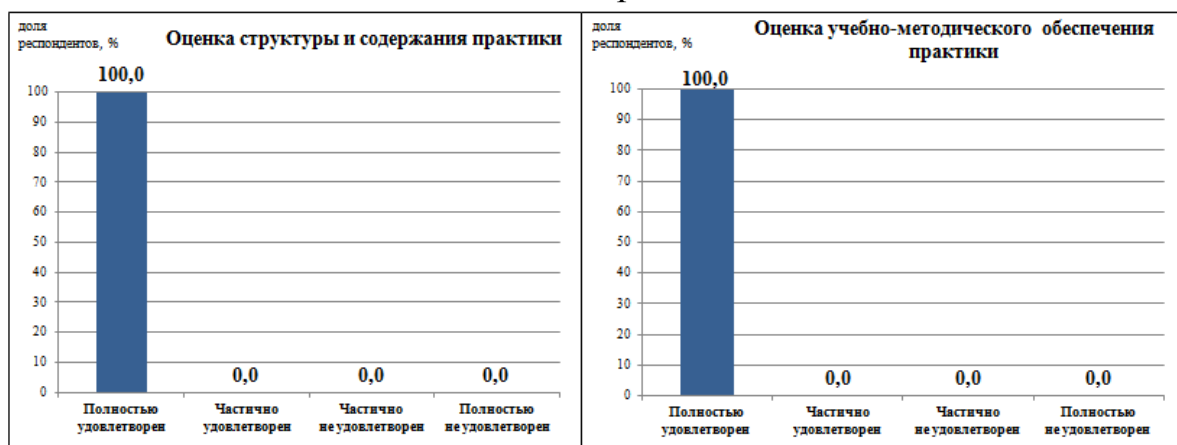 доля
респондентов, %
Оценка структуры и содержания практики
100,0
100
90
80
70
60
50
40
30
20
10
0
0,0 0,0 0,0
Полностью удовлетворен
Частично удовлетворен
Частично не удовлетворен
Полностью не удовлетворен
доля
респондентов, %
Оценка учебно-методического обеспечения
практики
100,0
100
90
80
70
60
50
40
30
20
10
0
0,0 0,0 0,0
Полностью удовлетворен
Частично удовлетворен
Частично не удовлетворен
Полностью не удовлетворен